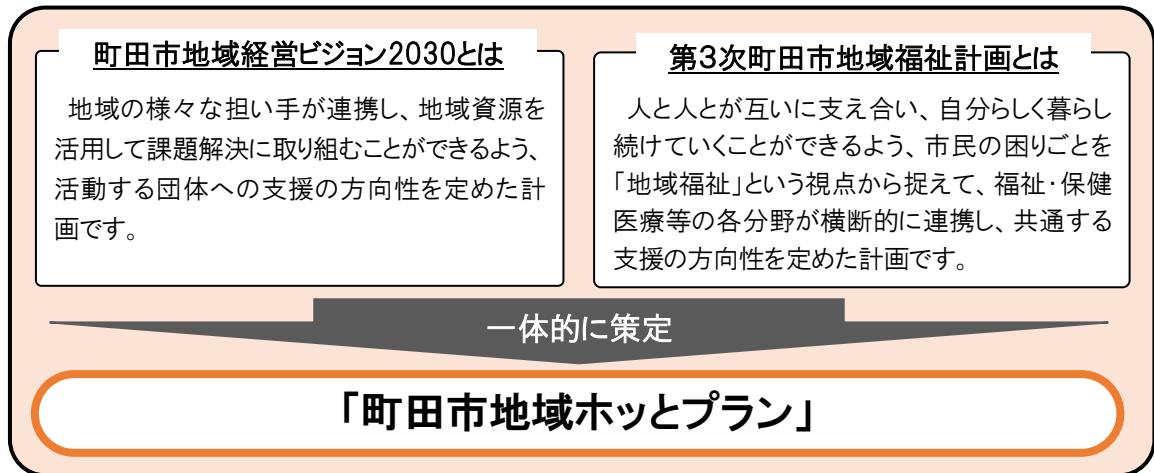 町田市地域経営ビジョン2030とは
地域の様々な担い手が連携し、地域資源を
活用して課題解決に取り組むことができるよう、
活動する団体への支援の方向性を定めた計
画です。
第3次町田市地域福祉計画とは
人と人とが互いに支え合い、自分らしく暮らし
続けていくことができるよう、市民の困りごとを
「地域福祉」という視点から捉えて、福祉・保健
医療等の各分野が横断的に連携し、共通する
支援の方向性を定めた計画です。
一体的に策定
「町田市地域ホッとプラン」